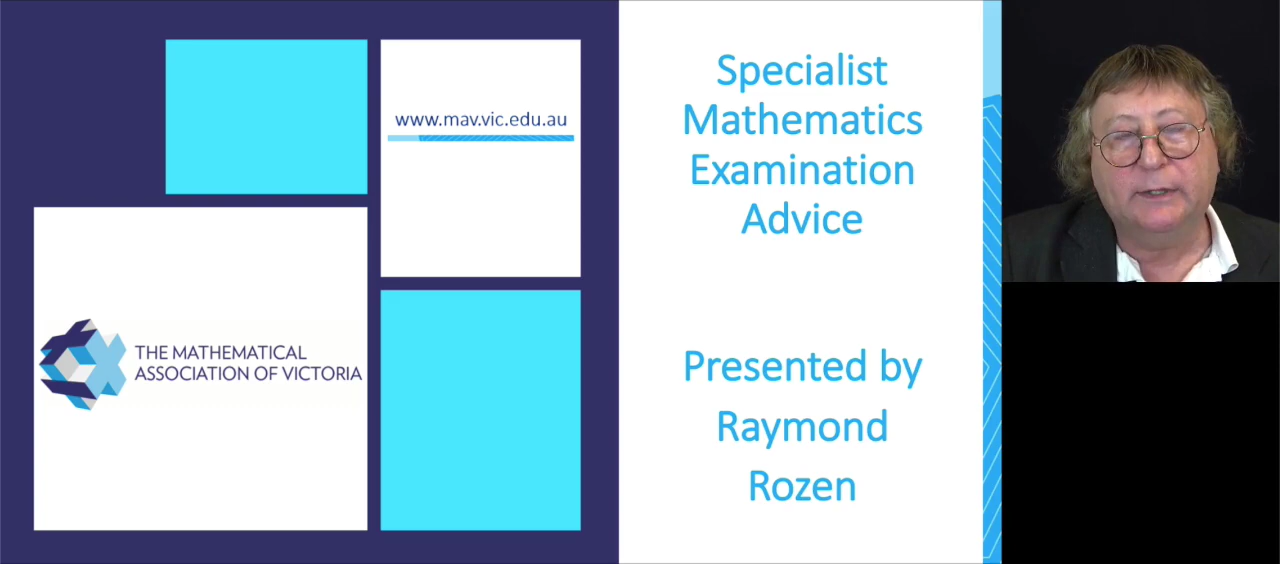 www.mav.vic.edu.au
THE MATHEMATICAL
ASSOCIATION OF VICTORIA
Specialist
Mathematics
Examination
Advice
Presented by
Raymond
Rozen